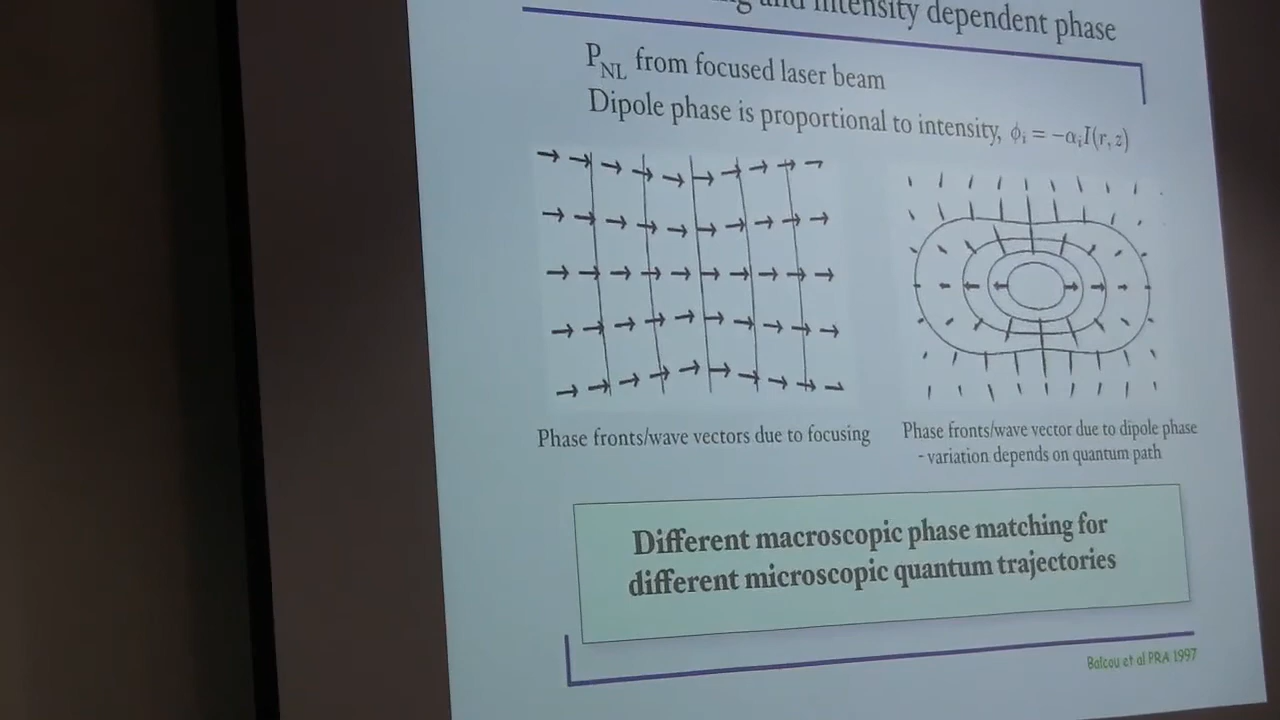 and intensity dependent phase
P_NL from focused laser beam
Dipole phase is proportional to intensity, ϕ_i = −α_i I(r, z)
Phase fronts/wave vectors due to focusing
Phase fronts/wave vector due to dipole phase
- variation depends on quantum path
Different macroscopic phase matching for
different microscopic quantum trajectories
Balcou et al PRA 1997